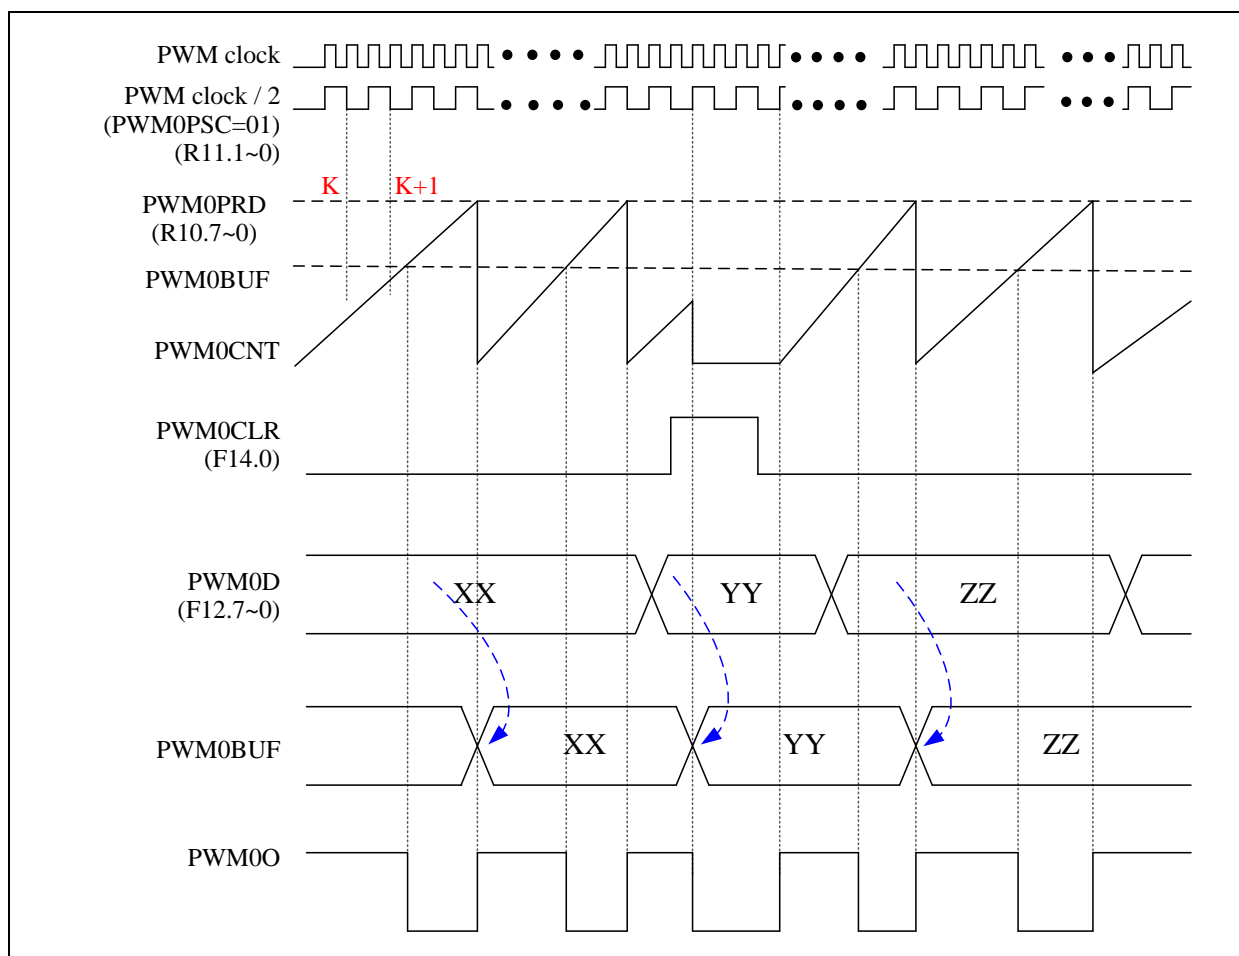 PWM clock
PWM clock / 2
(PWM0PSC=01)
(R11.1~0)
K
K+1
PWM0PRD
(R10.7~0)
PWM0BUF
PWM0CNT
PWM0CLR
(F14.0)
PWM0D
(F12.7~0)
XX
YY
ZZ
PWM0BUF
XX
YY
ZZ
PWM0O